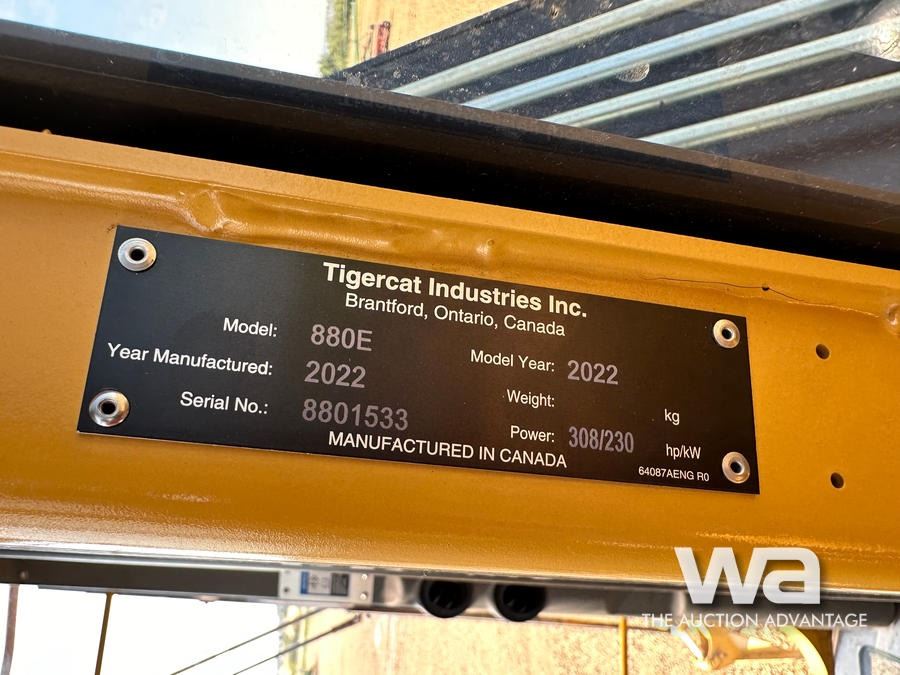 Tigercat Industries Inc.
Brantford, Ontario, Canada
Model: 880E
Model Year: 2022
Year Manufactured: 2022
Weight: kg
Serial No.: 8801533
Power: 308/230 hp/kW
MANUFACTURED IN CANADA
64087AENG R0
wa
THE AUCTION ADVANTAGE